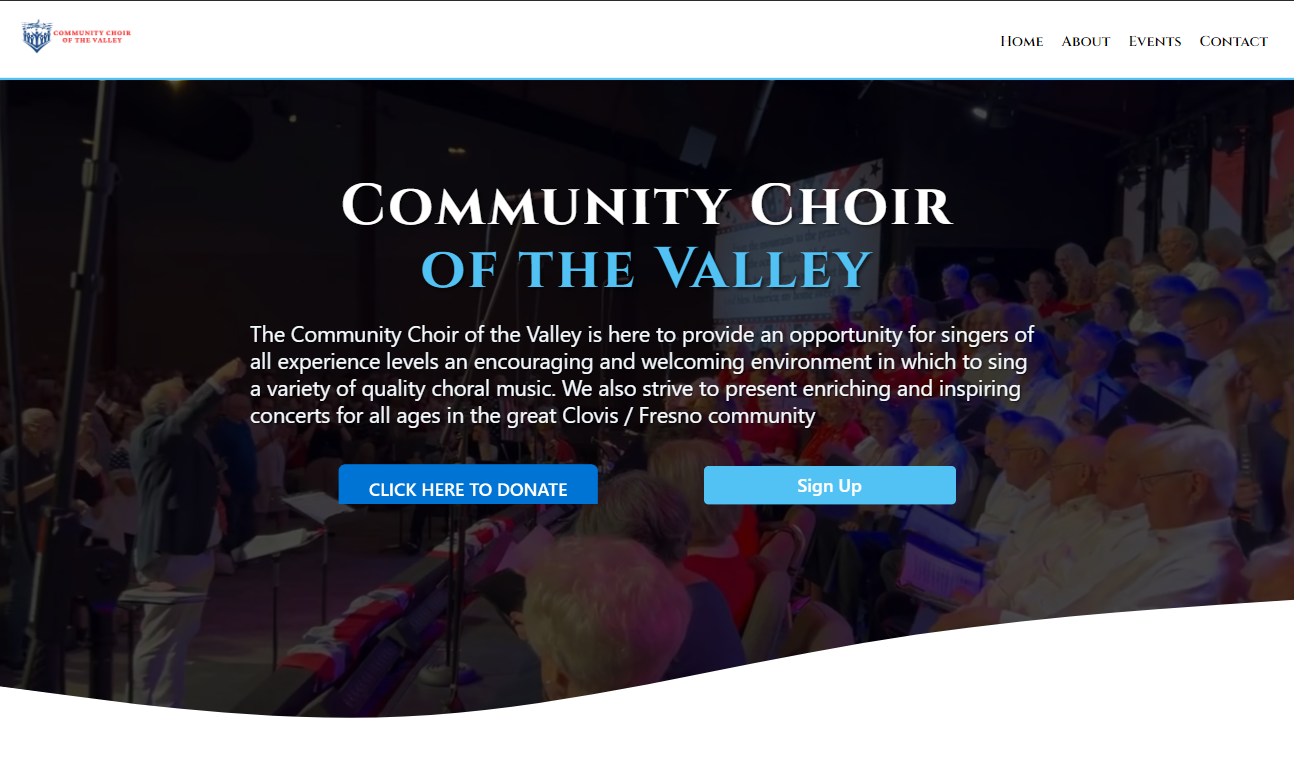 COMMUNITY CHOIR
OF THE VALLEY
Home About Events Contact
Community Choir
of the Valley
The Community Choir of the Valley is here to provide an opportunity for singers of
all experience levels an encouraging and welcoming environment in which to sing
a variety of quality choral music. We also strive to present enriching and inspiring
concerts for all ages in the great Clovis / Fresno community
CLICK HERE TO DONATE
Sign Up